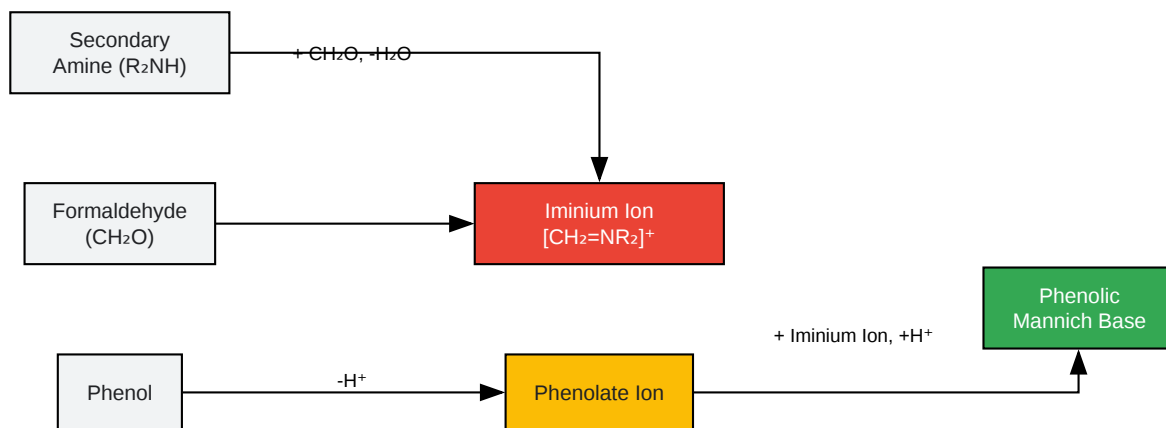 Secondary
Amine (R₂NH)
+ CH₂O, -H₂O
Formaldehyde
(CH₂O)
Iminium Ion
[CH₂=NR₂]⁺
Phenolic
Mannich Base
+ Iminium Ion, +H⁺
Phenol
-H⁺
Phenolate Ion